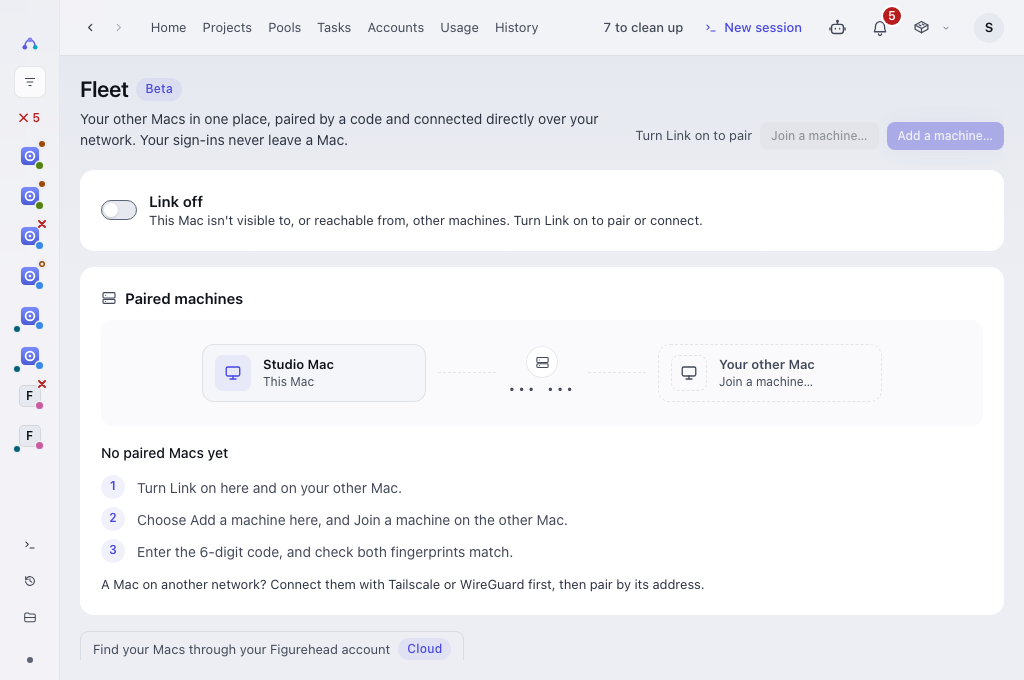 Home Projects Pools Tasks Accounts Usage History 7 to clean up New session 5 S
5
Fleet Beta
Your other Macs in one place, paired by a code and connected directly over your
network. Your sign-ins never leave a Mac.
Turn Link on to pair Join a machine... Add a machine...
Link off
This Mac isn't visible to, or reachable from, other machines. Turn Link on to pair or connect.
Paired machines
Studio Mac
This Mac
Your other Mac
Join a machine...
F
F
No paired Macs yet
1 Turn Link on here and on your other Mac.
2 Choose Add a machine here, and Join a machine on the other Mac.
3 Enter the 6-digit code, and check both fingerprints match.
A Mac on another network? Connect them with Tailscale or WireGuard first, then pair by its address.
Find your Macs through your Figurehead account Cloud